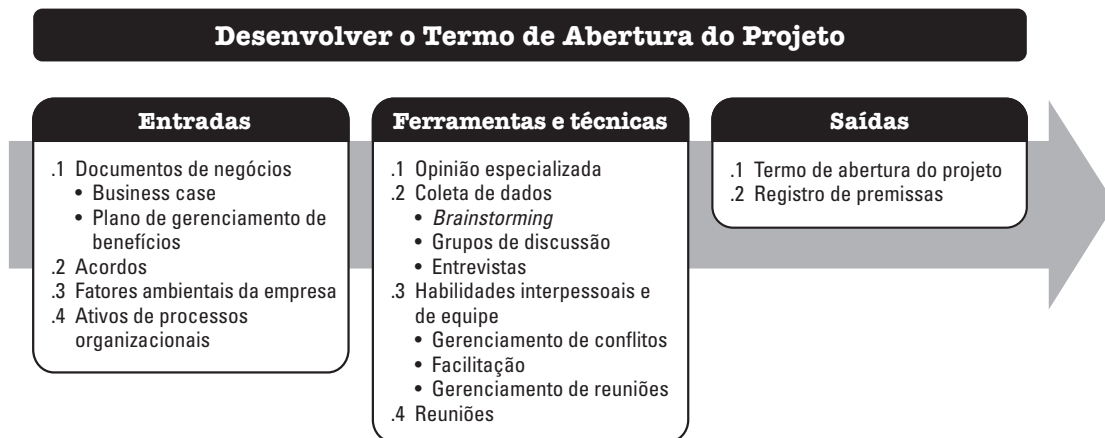 Desenvolver o Termo de Abertura do Projeto
Entradas
.1 Documentos de negócios
• Business case
• Plano de gerenciamento de
benefícios
.2 Acordos
.3 Fatores ambientais da empresa
.4 Ativos de processos
organizacionais
Ferramentas e técnicas
.1 Opinião especializada
.2 Coleta de dados
• Brainstorming
• Grupos de discussão
• Entrevistas
.3 Habilidades interpessoais e
de equipe
• Gerenciamento de conflitos
• Facilitação
• Gerenciamento de reuniões
.4 Reuniões
Saídas
.1 Termo de abertura do projeto
.2 Registro de premissas